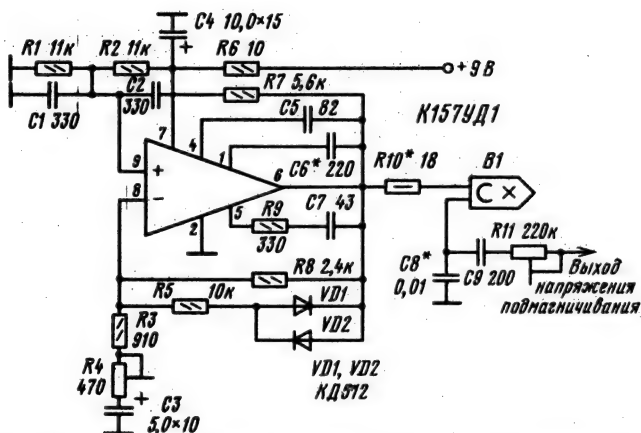 C4 10,0×15
R1 11к R2 11к R6 10
+9 В
R7 5,6к
C2
330
C1 330
C5 82
К157УД1
7
4
1
C6* 220
R10* 18
B1
9
+
8
−
6
C7 43
5
R9
330
2
R11 220к
C8*
0,01
C9 200
Выход
напряжения
подмагничивания
R8 2,4к
R5 10к
VD1
VD2
R3
910
VD1, VD2
КД512
R4
470
+
C3
5,0×10
+